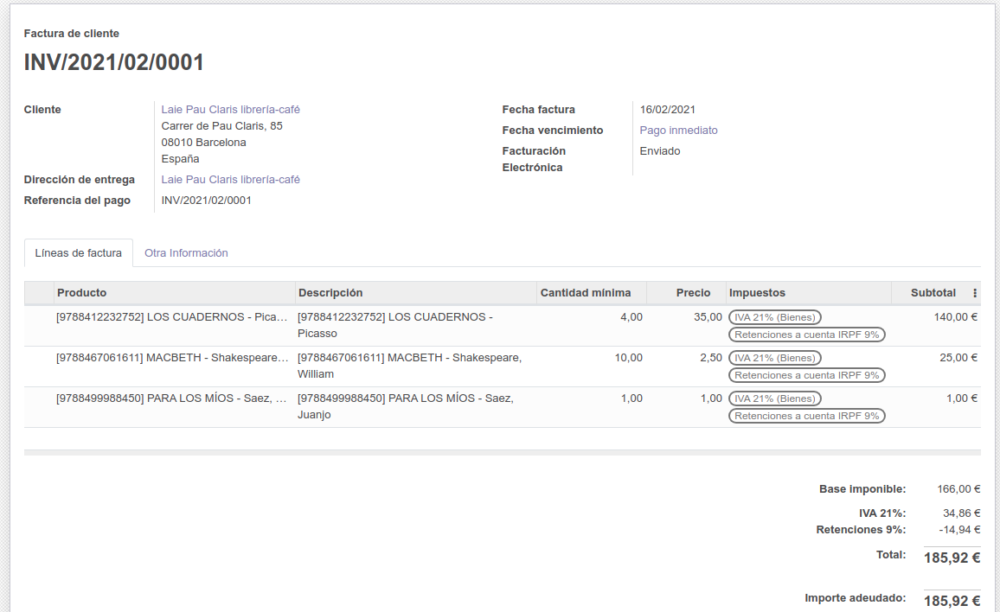 Factura de cliente
INV/2021/02/0001
Cliente
Laie Pau Claris librería-café
Carrer de Pau Claris, 85
08010 Barcelona
España
Dirección de entrega
Laie Pau Claris librería-café
Referencia del pago
INV/2021/02/0001
Fecha factura
16/02/2021
Fecha vencimiento
Pago inmediato
Facturación
Electrónica
Enviado
Líneas de factura
Otra Información
Producto Descripción Cantidad mínima Precio Impuestos Subtotal
[9788412232752] LOS CUADERNOS - Pica… [9788412232752] LOS CUADERNOS - 4,00 35,00 IVA 21% (Bienes) 140,00 €
Picasso Retenciones a cuenta IRPF 9%
[9788467061611] MACBETH - Shakespeare… [9788467061611] MACBETH - Shakespeare, 10,00 2,50 IVA 21% (Bienes) 25,00 €
William Retenciones a cuenta IRPF 9%
[9788499988450] PARA LOS MÍOS - Saez, … [9788499988450] PARA LOS MÍOS - Saez, 1,00 1,00 IVA 21% (Bienes) 1,00 €
Juanjo Retenciones a cuenta IRPF 9%
Base imponible: 166,00 €
IVA 21%: 34,86 €
Retenciones 9%: -14,94 €
Total: 185,92 €
Importe adeudado: 185,92 €